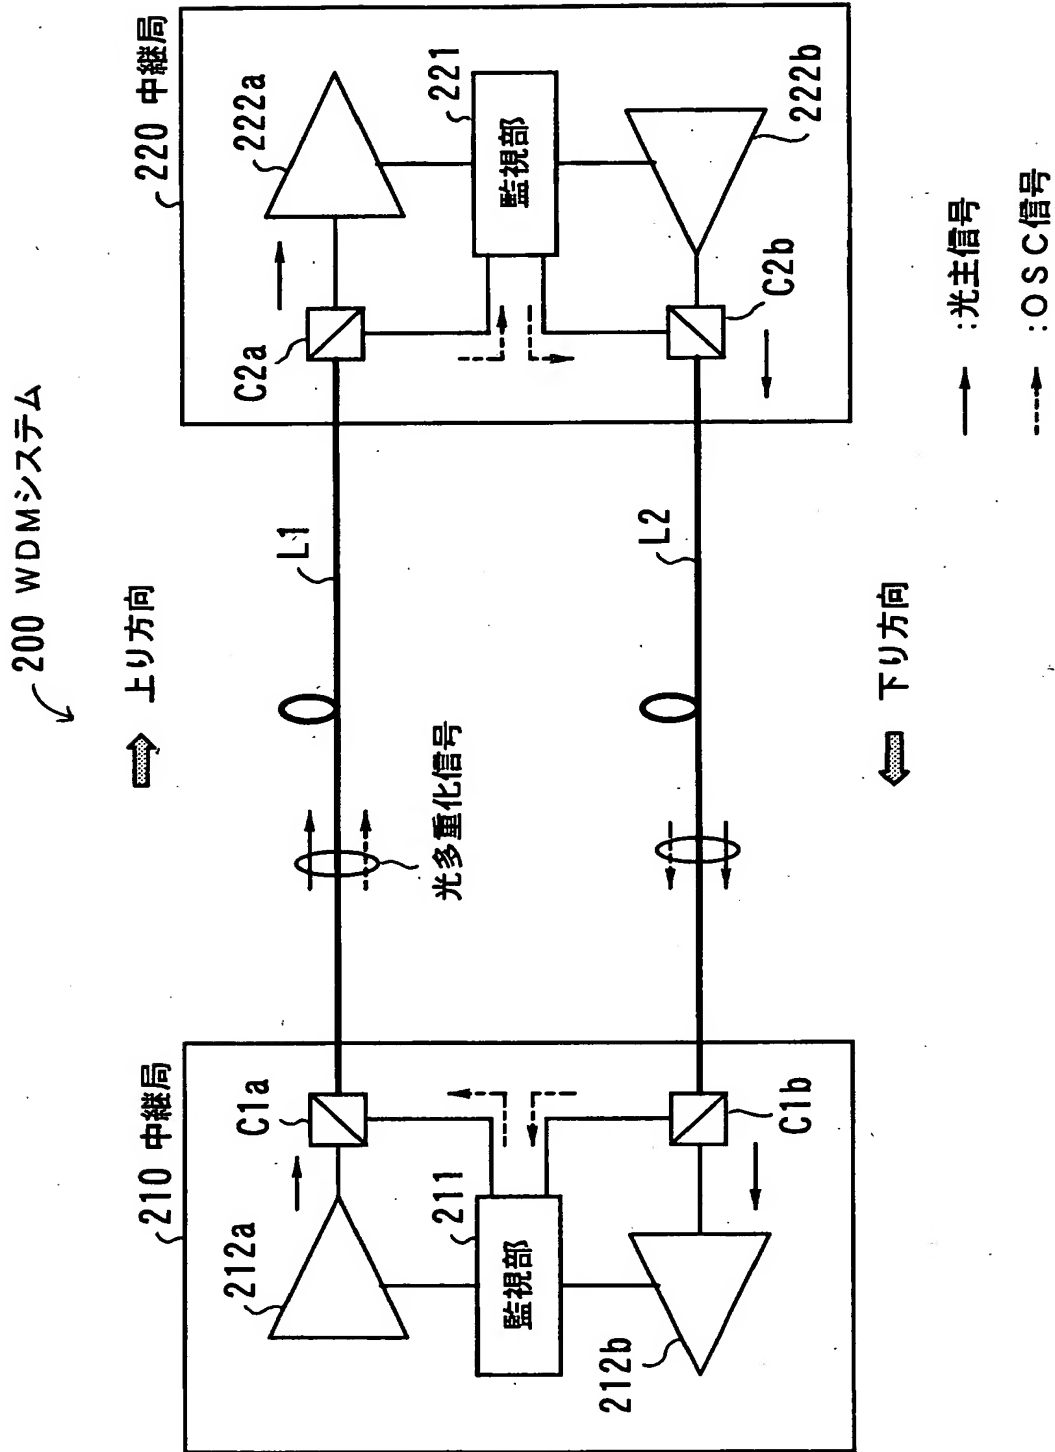 200 WDMシステム
上り方向
210 中継局
220 中継局
212a
C1a
L1
C2a
222a
光多重化信号
211
監視部
221
監視部
212b
C1b
L2
C2b
222b
下り方向
:光主信号
:OSC信号